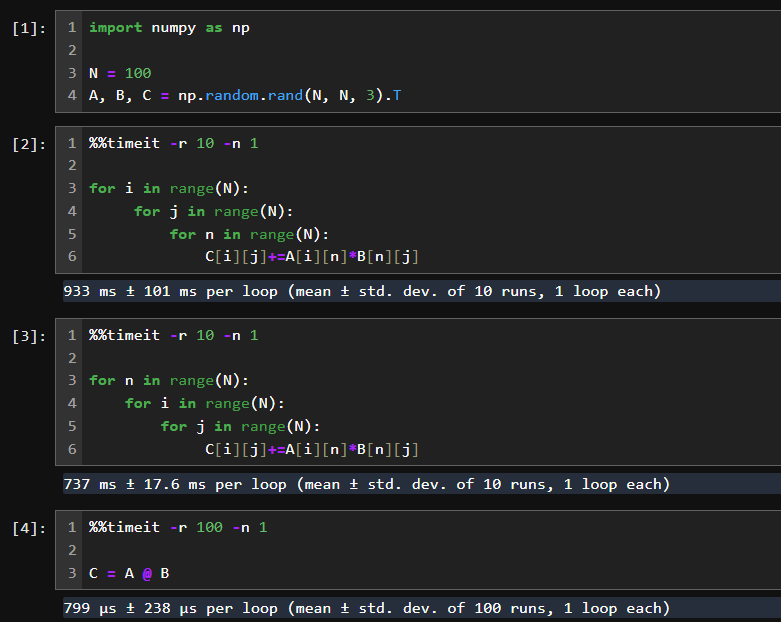 [1]: 1 import numpy as np
2
3 N = 100
4 A, B, C = np.random.rand(N, N, 3).T
[2]: 1 %%timeit -r 10 -n 1
2
3 for i in range(N):
4 for j in range(N):
5 for n in range(N):
6 C[i][j]+=A[i][n]*B[n][j]
933 ms ± 101 ms per loop (mean ± std. dev. of 10 runs, 1 loop each)
[3]: 1 %%timeit -r 10 -n 1
2
3 for n in range(N):
4 for i in range(N):
5 for j in range(N):
6 C[i][j]+=A[i][n]*B[n][j]
737 ms ± 17.6 ms per loop (mean ± std. dev. of 10 runs, 1 loop each)
[4]: 1 %%timeit -r 100 -n 1
2
3 C = A @ B
799 µs ± 238 µs per loop (mean ± std. dev. of 100 runs, 1 loop each)